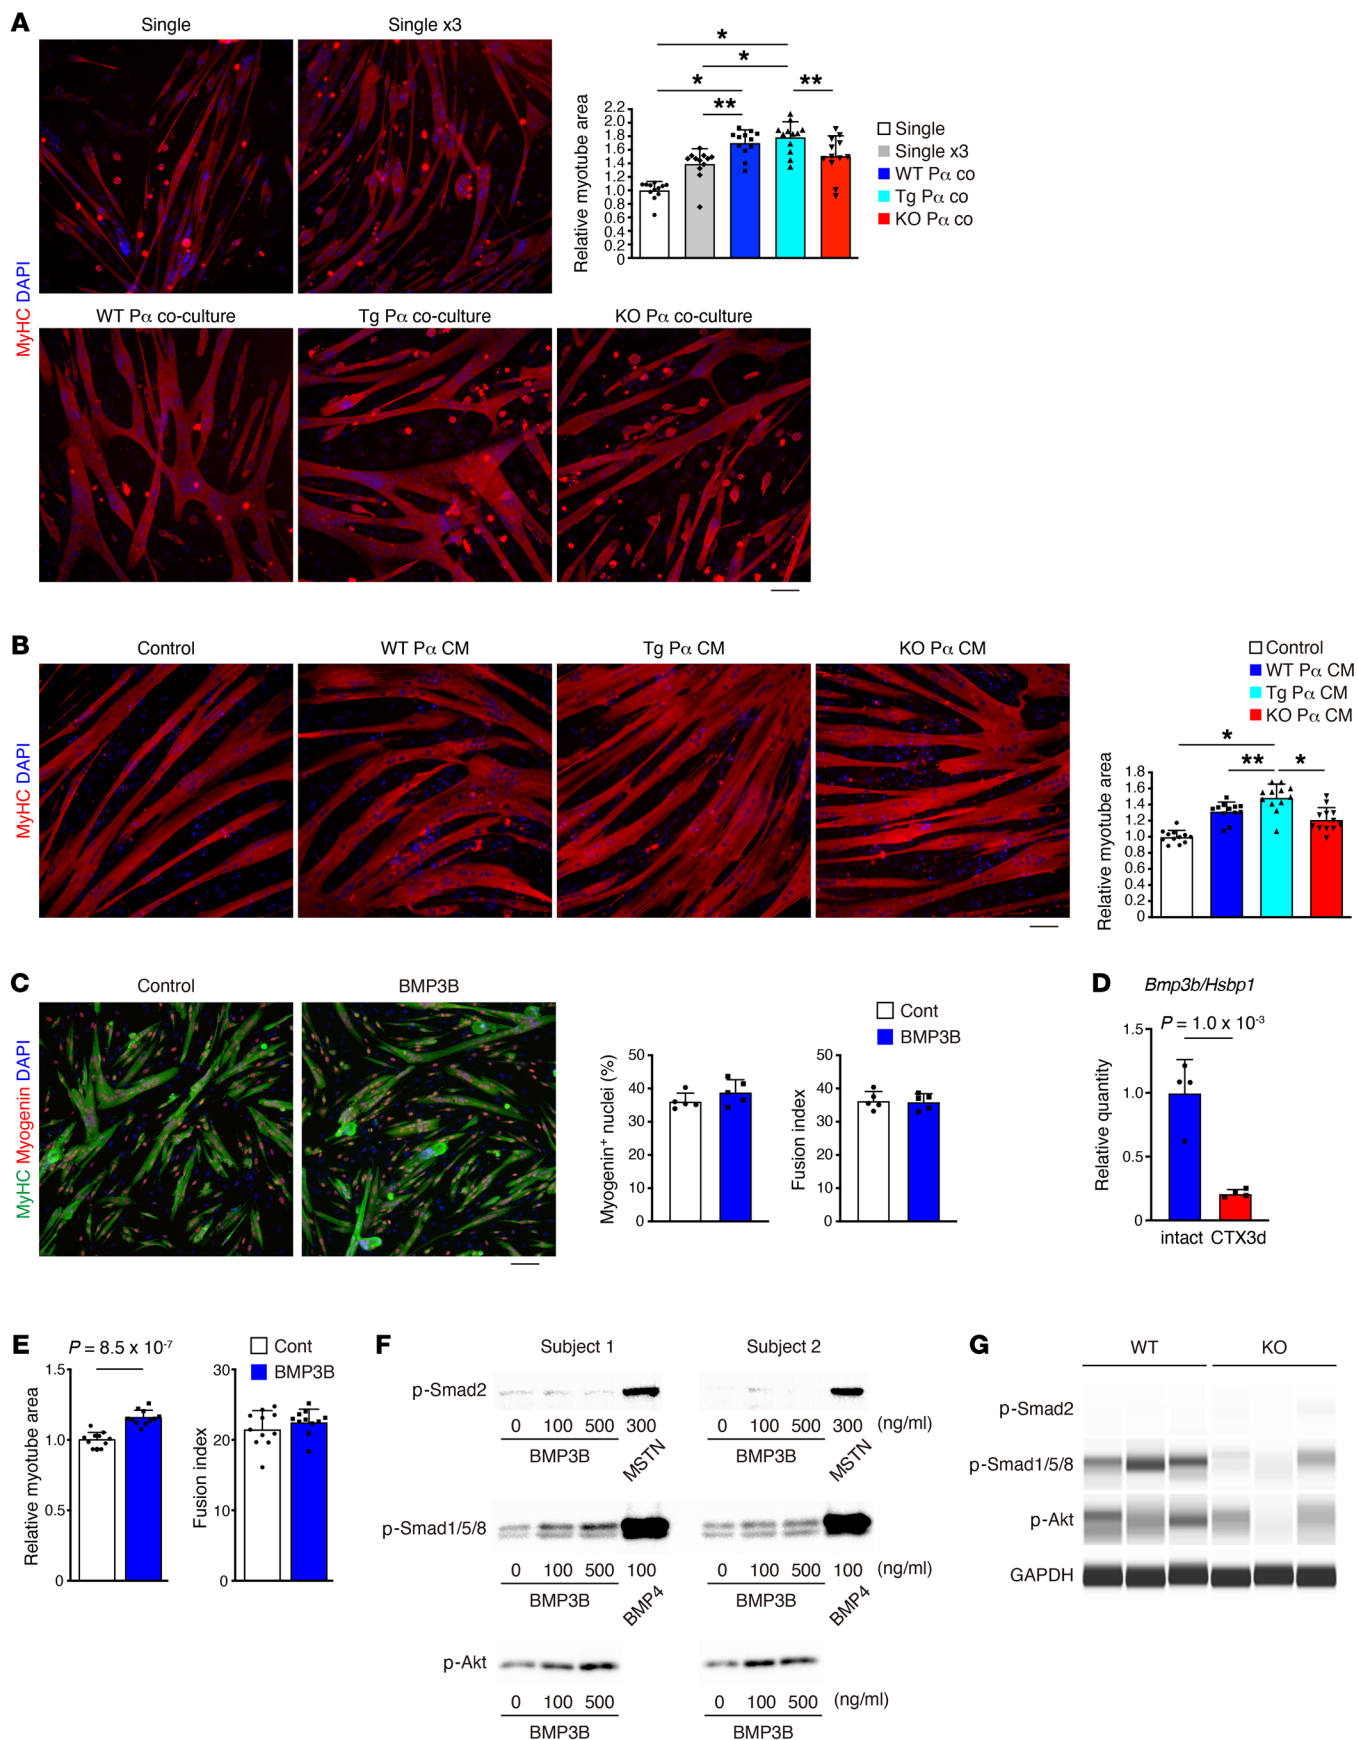 A
Single
Single x3
MyHC DAPI
WT Pα co-culture
Tg Pα co-culture
KO Pα co-culture
Relative myotube area
2.2
1.8
1.6
1.4
1.2
1.0
0.8
0.6
0.4
0.2
0
*
*
*
**
**
Single
Single x3
WT Pα co
Tg Pα co
KO Pα co
B
Control
WT Pα CM
Tg Pα CM
KO Pα CM
MyHC DAPI
Control
WT Pα CM
Tg Pα CM
KO Pα CM
*
**
*
Relative myotube area
1.8
1.6
1.4
1.2
1.0
0.8
0.6
0.4
0.2
0
C
Control
BMP3B
MyHC Myogenin DAPI
Myogenin+ nuclei (%)
50
40
30
20
10
0
Fusion index
50
40
30
20
10
0
Cont
BMP3B
D
Bmp3b/Hsbp1
P = 1.0 x 10-3
Relative quantity
1.5
1.0
0.5
0
intact CTX3d
E
P = 8.5 x 10-7
Relative myotube area
1.5
1.0
0.5
0
Fusion index
30
20
10
0
Cont
BMP3B
F
Subject 1
Subject 2
p-Smad2
0 100 500 300
0 100 500 300 (ng/ml)
BMP3B MSTN
BMP3B MSTN
p-Smad1/5/8
0 100 500 100
0 100 500 100 (ng/ml)
BMP3B BMP4
BMP3B BMP4
p-Akt
0 100 500
0 100 500 (ng/ml)
BMP3B
BMP3B
G
WT
KO
p-Smad2
p-Smad1/5/8
p-Akt
GAPDH